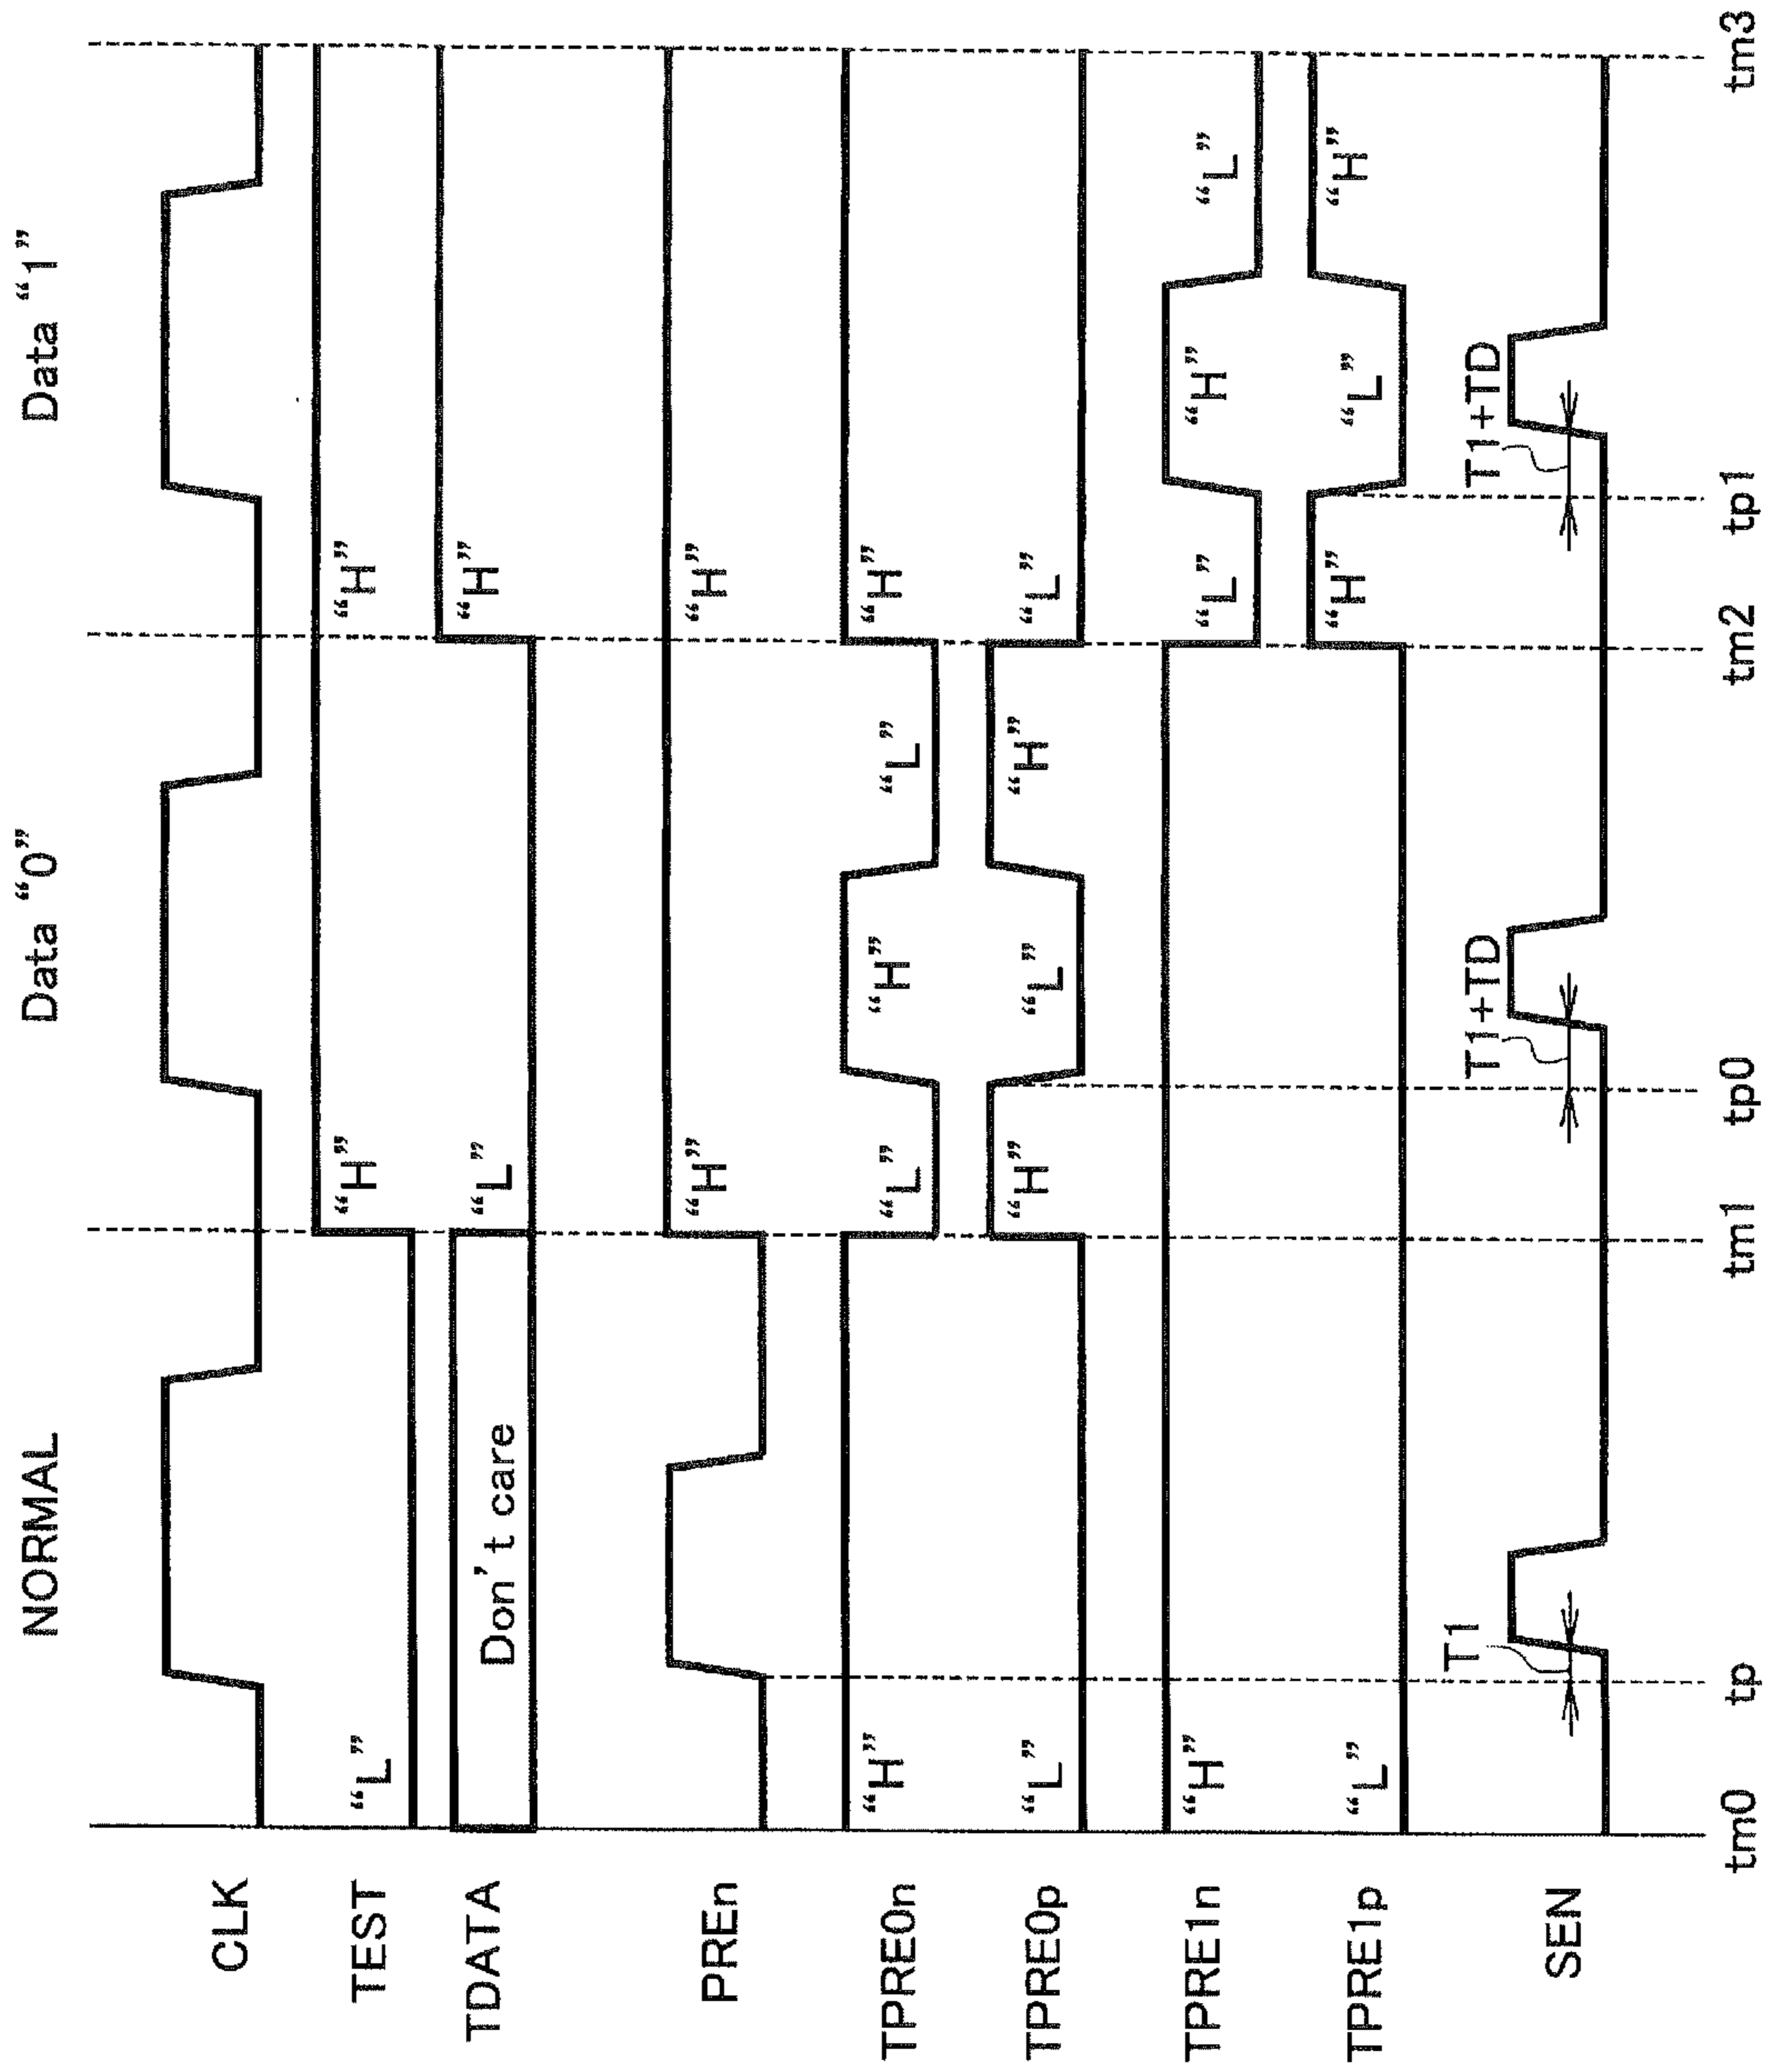 NORMAL Data “0” Data “1”
CLK
TEST “L” “H” “H”
TDATA Don't care “L” “H”
PREn “H” “H”
TPRE0n “H” “L” “H” “L” “H”
TPRE0p “L” “H” “L” “H” “L”
TPRE1n “H” “L” “H” “L”
TPRE1p “L” “H” “L” “H”
SEN T1 T1+TD T1+TD
tm0 tp tm1 tp0 tm2 tp1 tm3